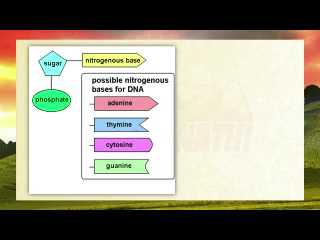 sugar
nitrogenous base
phosphate
possible nitrogenous
bases for DNA
adenine
thymine
cytosine
guanine